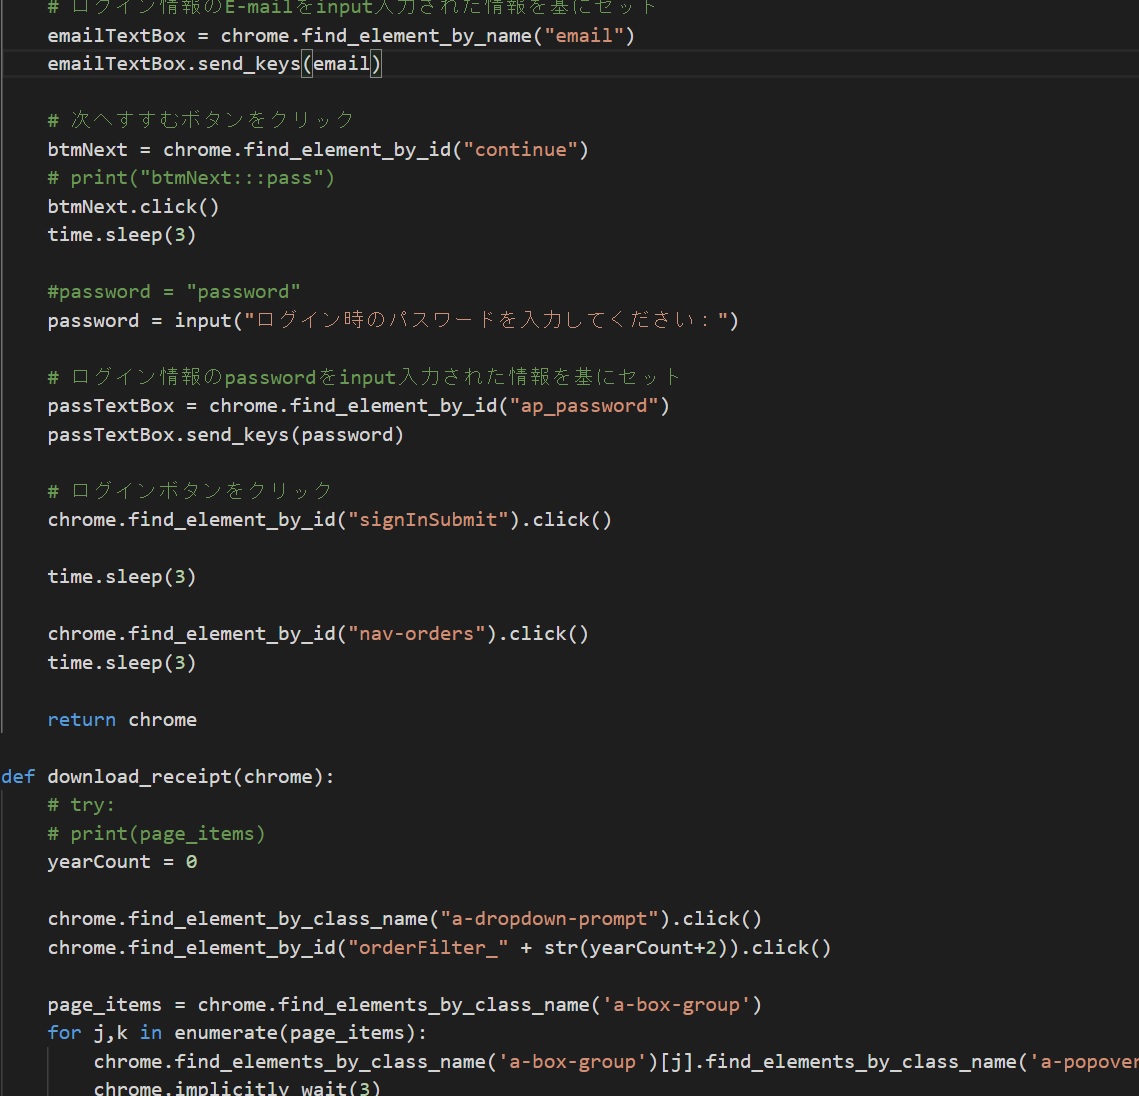 # ログイン情報のE-mailをinput入力された情報を基にセット
emailTextBox = chrome.find_element_by_name("email")
emailTextBox.send_keys(email)
# 次へすすむボタンをクリック
btmNext = chrome.find_element_by_id("continue")
# print("btmNext:::pass")
btmNext.click()
time.sleep(3)
#password = "password"
password = input("ログイン時のパスワードを入力してください：")
# ログイン情報のpasswordをinput入力された情報を基にセット
passTextBox = chrome.find_element_by_id("ap_password")
passTextBox.send_keys(password)
# ログインボタンをクリック
chrome.find_element_by_id("signInSubmit").click()
time.sleep(3)
chrome.find_element_by_id("nav-orders").click()
time.sleep(3)
return chrome
def download_receipt(chrome):
# try:
# print(page_items)
yearCount = 0
chrome.find_element_by_class_name("a-dropdown-prompt").click()
chrome.find_element_by_id("orderFilter_" + str(yearCount+2)).click()
page_items = chrome.find_elements_by_class_name('a-box-group')
for j,k in enumerate(page_items):
chrome.find_elements_by_class_name('a-box-group')[j].find_elements_by_class_name('a-popover
chrome.implicitly_wait(3)